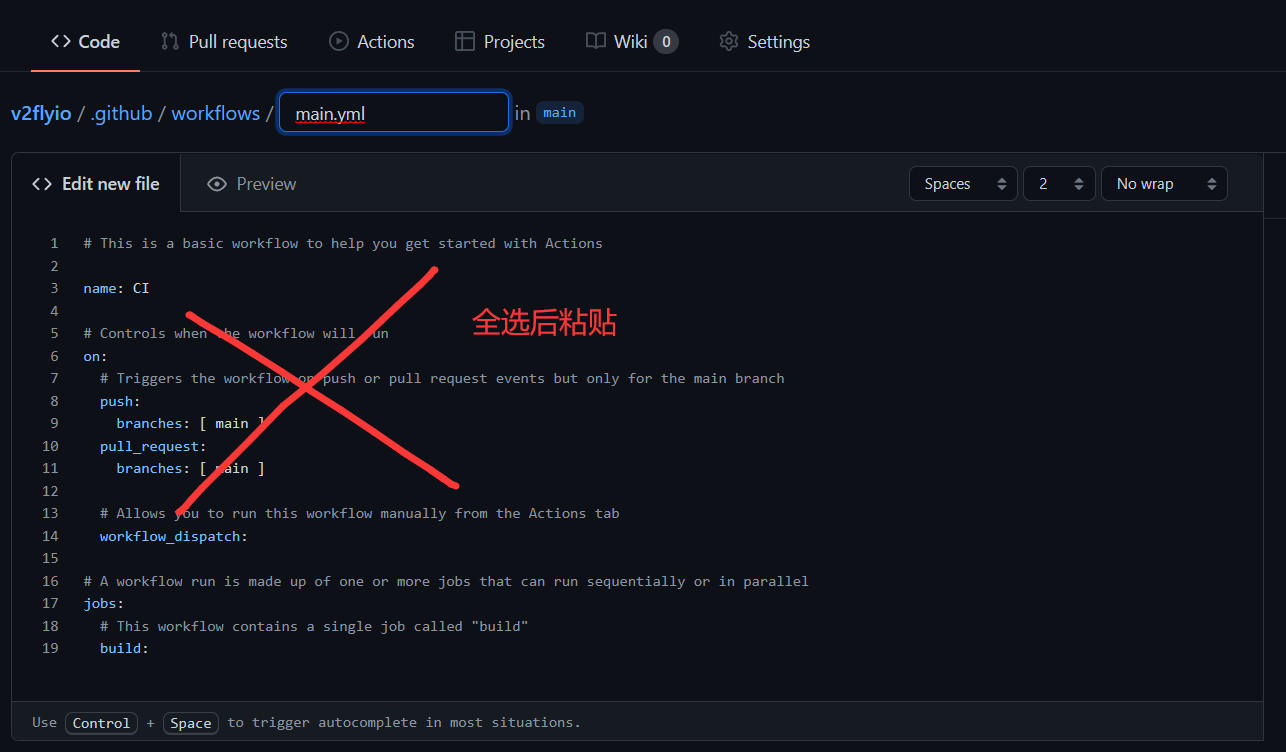 Code Pull requests Actions Projects Wiki 0 Settings
v2flyio / .github / workflows / main.yml in main
Edit new file Preview Spaces 2 No wrap
1 # This is a basic workflow to help you get started with Actions
2
3 name: CI
4
全选后粘贴
5 # Controls when the workflow will run
6 on:
7 # Triggers the workflow on push or pull request events but only for the main branch
8 push:
9 branches: [ main ]
10 pull_request:
11 branches: [ main ]
12
13 # Allows you to run this workflow manually from the Actions tab
14 workflow_dispatch:
15
16 # A workflow run is made up of one or more jobs that can run sequentially or in parallel
17 jobs:
18 # This workflow contains a single job called "build"
19 build:
Use Control + Space to trigger autocomplete in most situations.